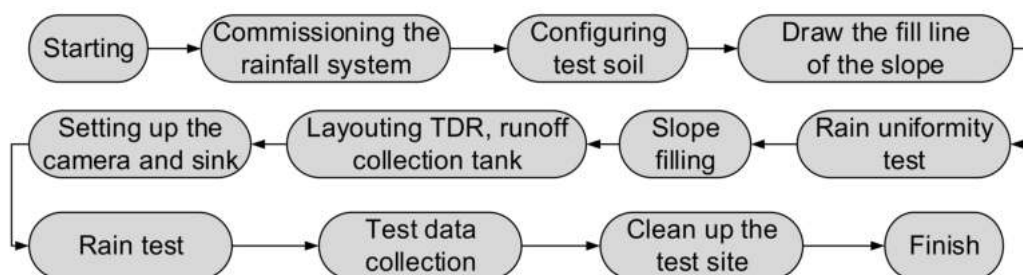 Starting
Commissioning the
rainfall system
Configuring
test soil
Draw the fill line
of the slope
Rain uniformity
test
Slope
filling
Layouting TDR, runoff
collection tank
Setting up the
camera and sink
Rain test
Test data
collection
Clean up the
test site
Finish